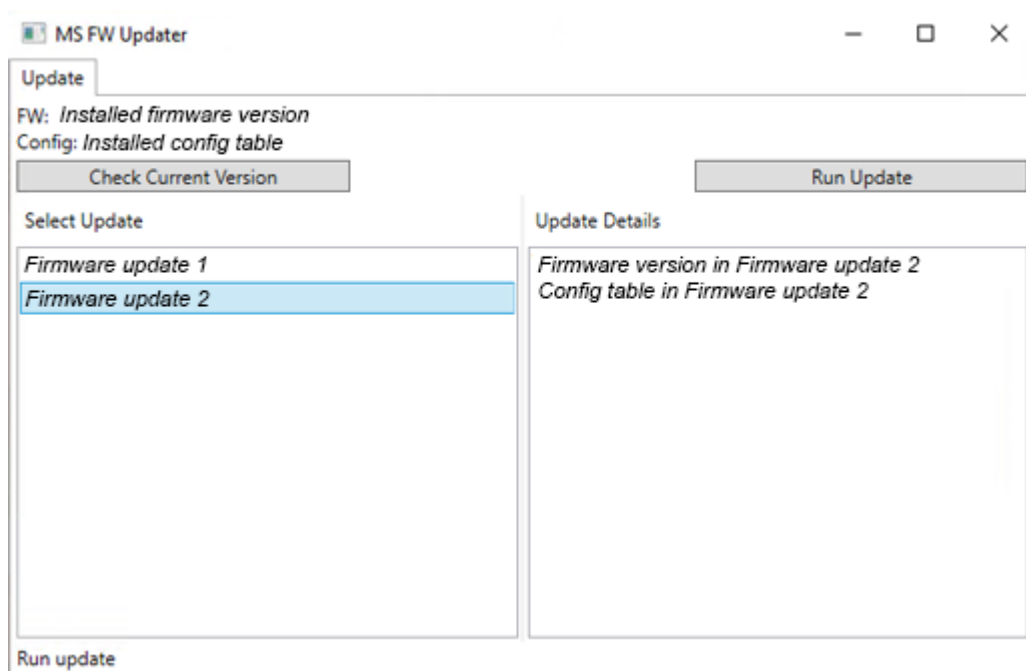 MS FW Updater
Update
FW: Installed firmware version
Config: Installed config table
Check Current Version
Run Update
Select Update
Update Details
Firmware update 1
Firmware update 2
Firmware version in Firmware update 2
Config table in Firmware update 2
Run update